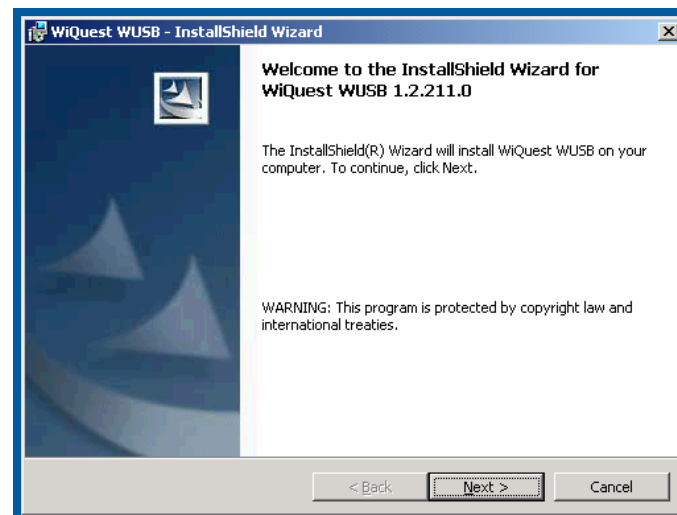 WiQuest WUSB - InstallShield Wizard
Welcome to the InstallShield Wizard for
WiQuest WUSB 1.2.211.0
The InstallShield(R) Wizard will install WiQuest WUSB on your
computer. To continue, click Next.
WARNING: This program is protected by copyright law and
international treaties.
< Back Next > Cancel